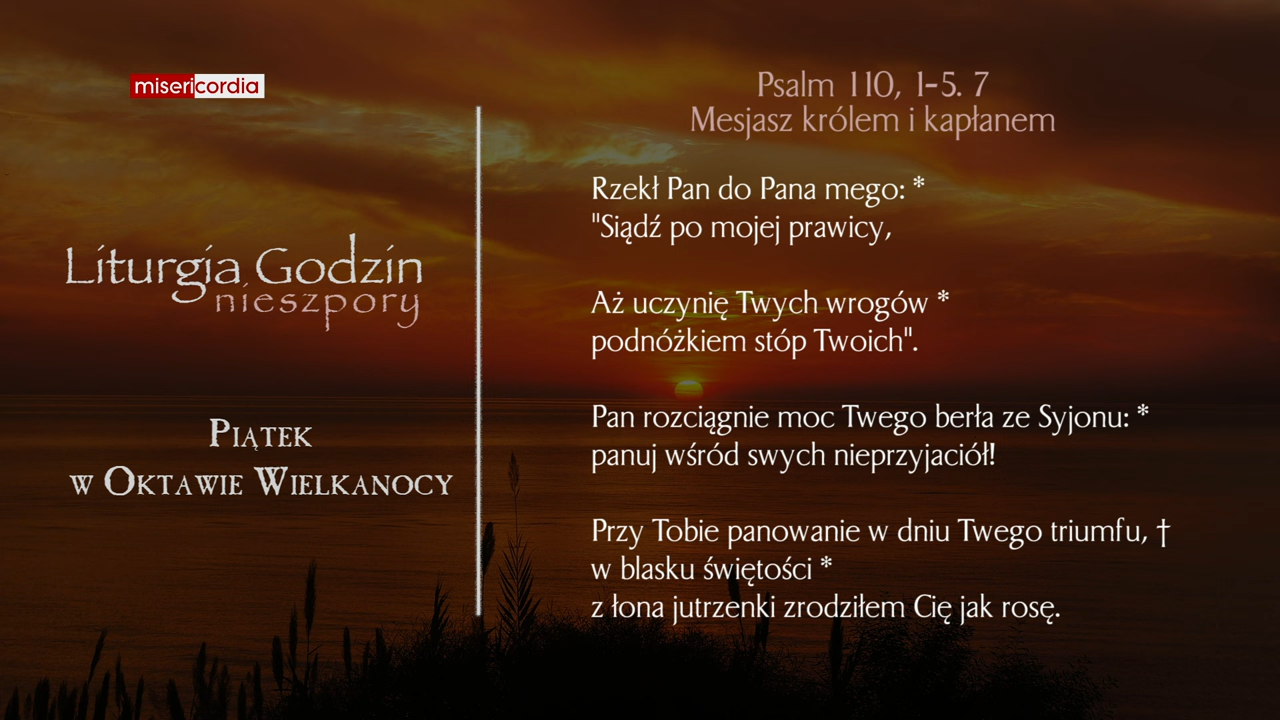 misericordia
Liturgia Godzin
nieszpory
Piątek
w Oktawie Wielkanocy
Psalm 110, 1-5. 7
Mesjasz królem i kapłanem
Rzekł Pan do Pana mego: *
"Siądź po mojej prawicy,
Aż uczynię Twych wrogów *
podnóżkiem stóp Twoich".
Pan rozciągnie moc Twego berła ze Syjonu: *
panuj wśród swych nieprzyjaciół!
Przy Tobie panowanie w dniu Twego triumfu, †
w blasku świętości *
z łona jutrzenki zrodziłem Cię jak rosę.